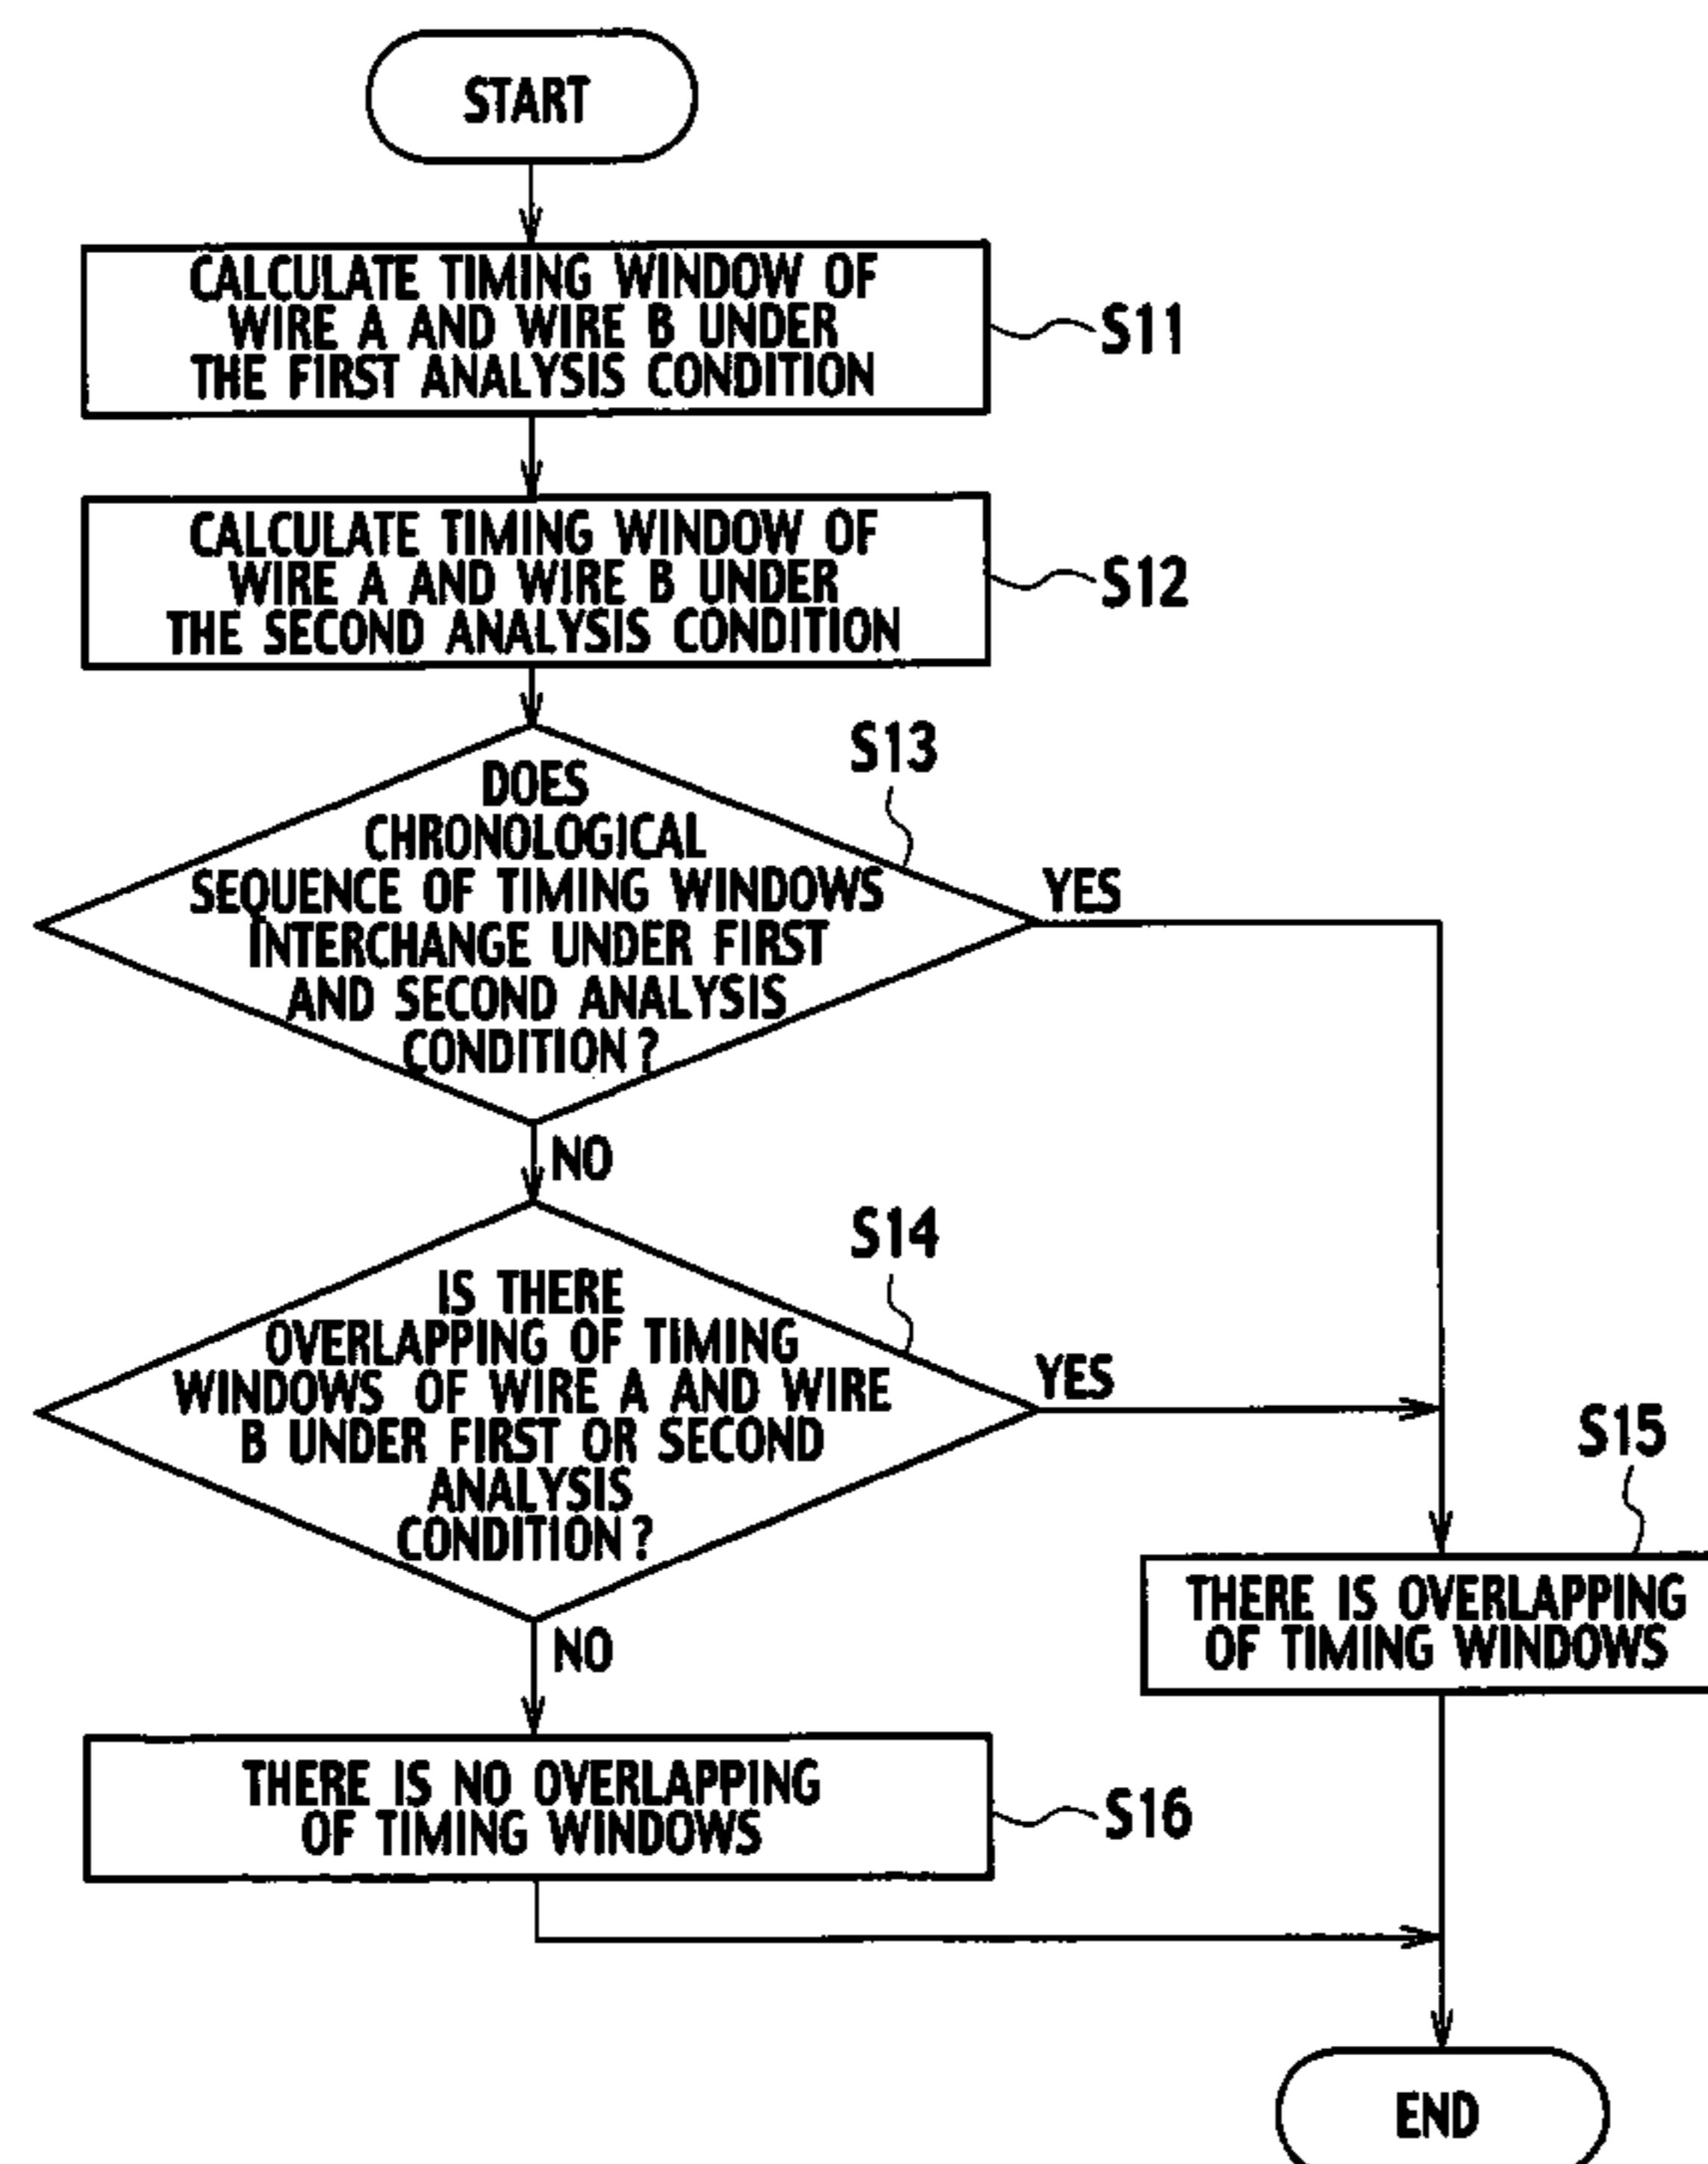 START
CALCULATE TIMING WINDOW OF
WIRE A AND WIRE B UNDER
THE FIRST ANALYSIS CONDITION
S11
CALCULATE TIMING WINDOW OF
WIRE A AND WIRE B UNDER
THE SECOND ANALYSIS CONDITION
S12
S13
DOES
CHRONOLOGICAL
SEQUENCE OF TIMING WINDOWS
INTERCHANGE UNDER FIRST
AND SECOND ANALYSIS
CONDITION?
YES
NO
S14
IS THERE
OVERLAPPING OF TIMING
WINDOWS OF WIRE A AND WIRE
B UNDER FIRST OR SECOND
ANALYSIS
CONDITION?
YES
NO
S15
THERE IS OVERLAPPING
OF TIMING WINDOWS
THERE IS NO OVERLAPPING
OF TIMING WINDOWS
S16
END